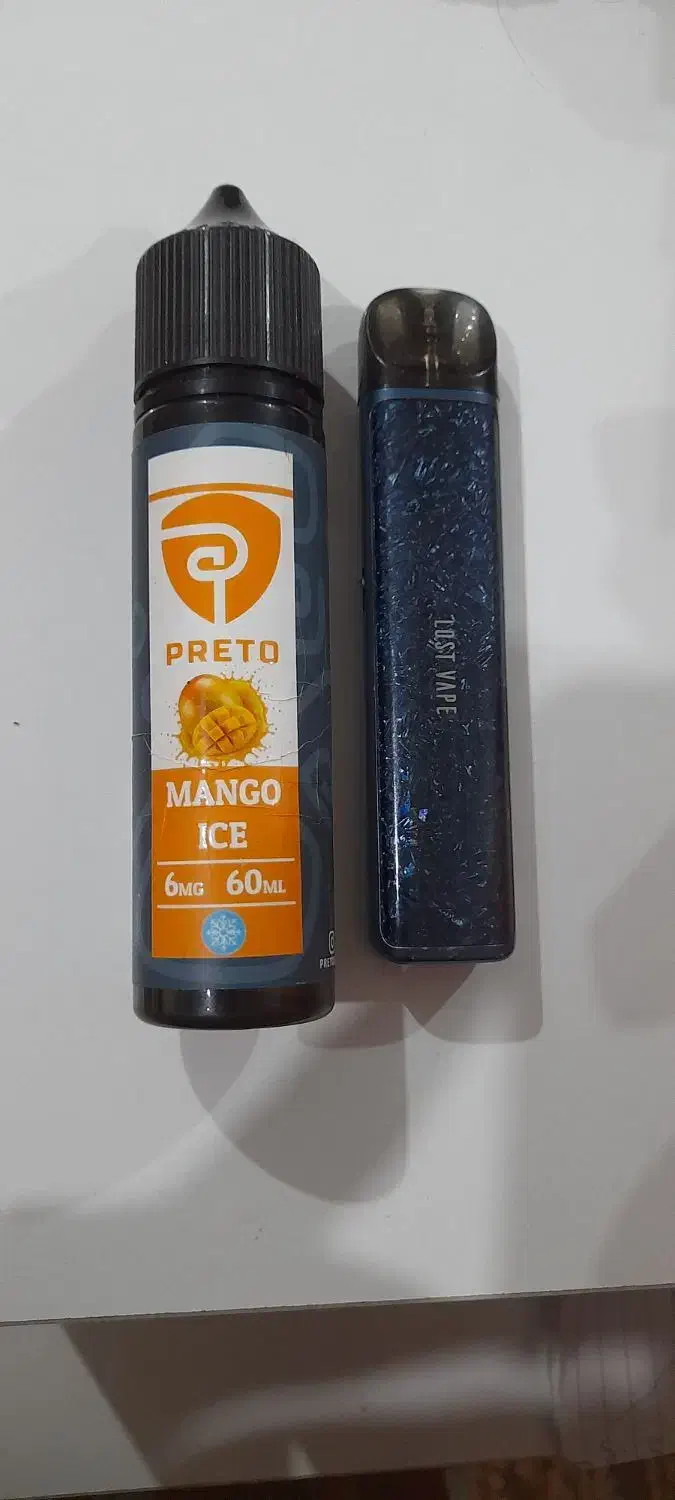 PRETO
MANGO
ICE
6MG 60ML
LOST VAPE